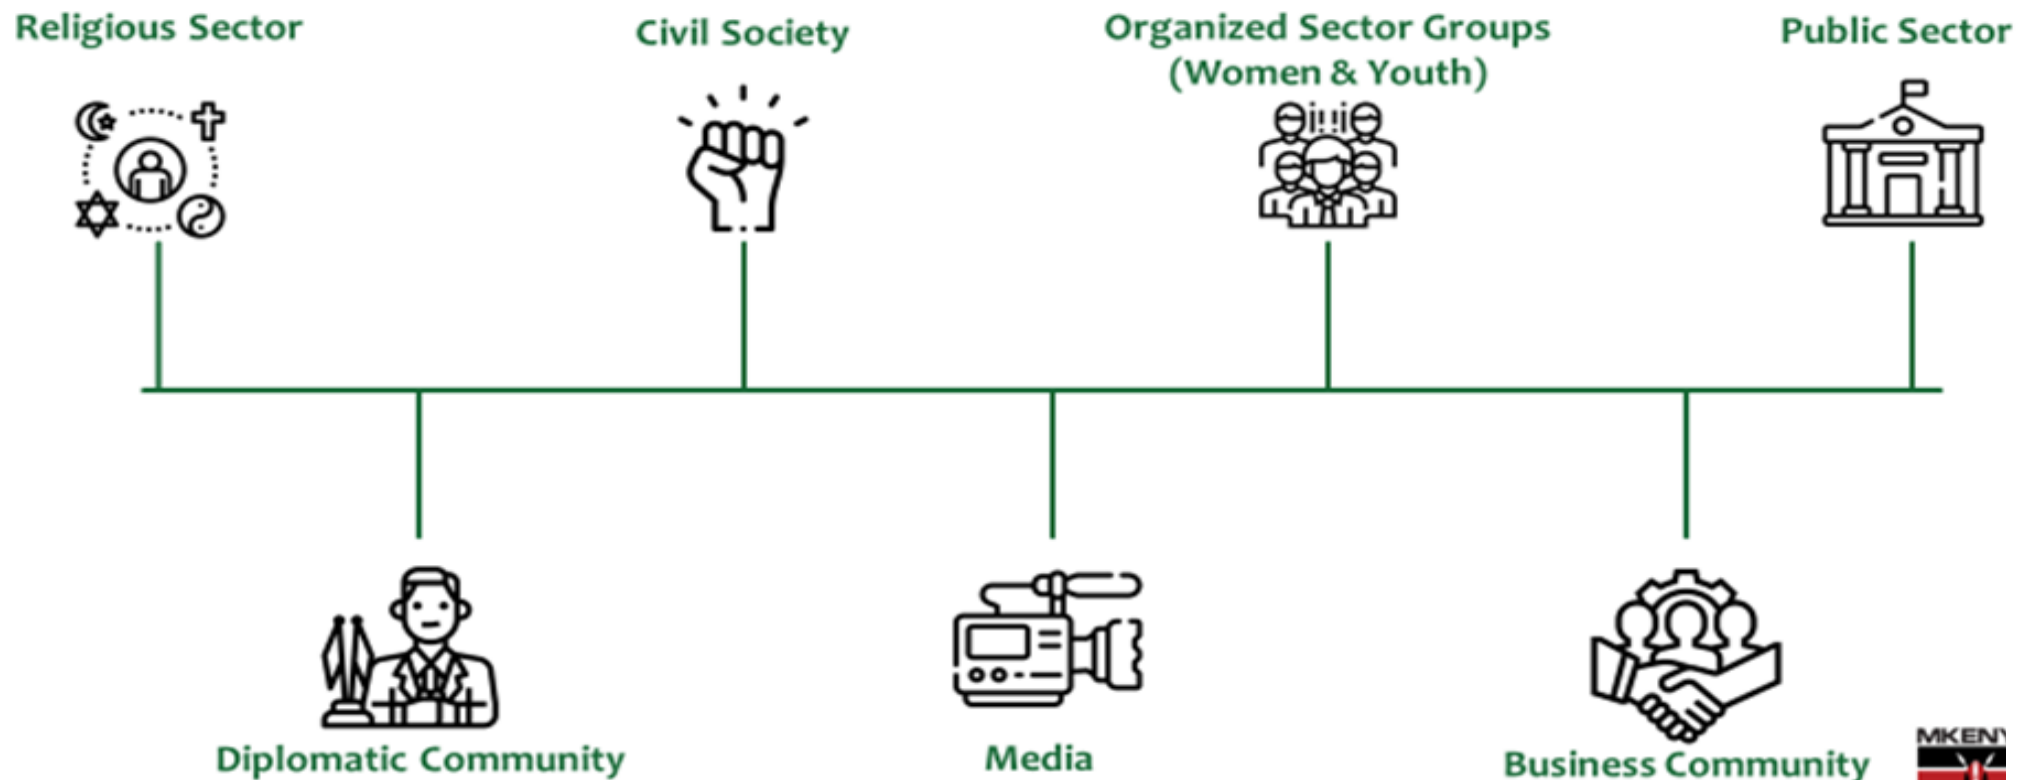 Religious Sector
Civil Society
Organized Sector Groups
(Women & Youth)
Public Sector
Diplomatic Community
Media
Business Community